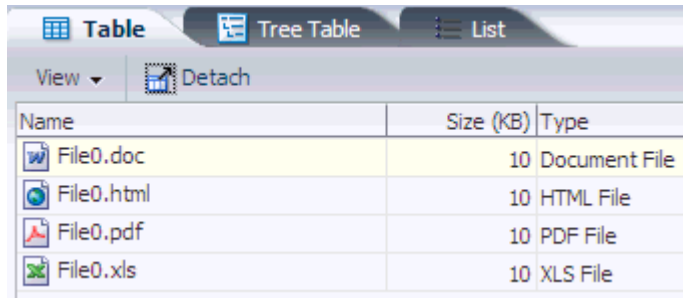 Table Tree Table List
View Detach
Name Size (KB) Type
File0.doc 10 Document File
File0.html 10 HTML File
File0.pdf 10 PDF File
File0.xls 10 XLS File